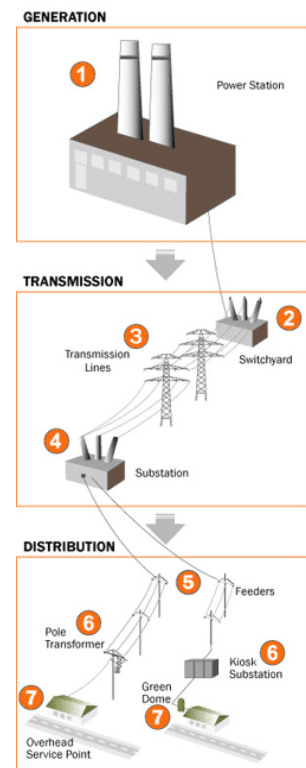 GENERATION
1
Power Station
TRANSMISSION
2
Switchyard
3
Transmission
Lines
4
Substation
DISTRIBUTION
5
Feeders
6
Pole
Transformer
6
Kiosk
Substation
7
Overhead
Service Point
Green
Dome
7